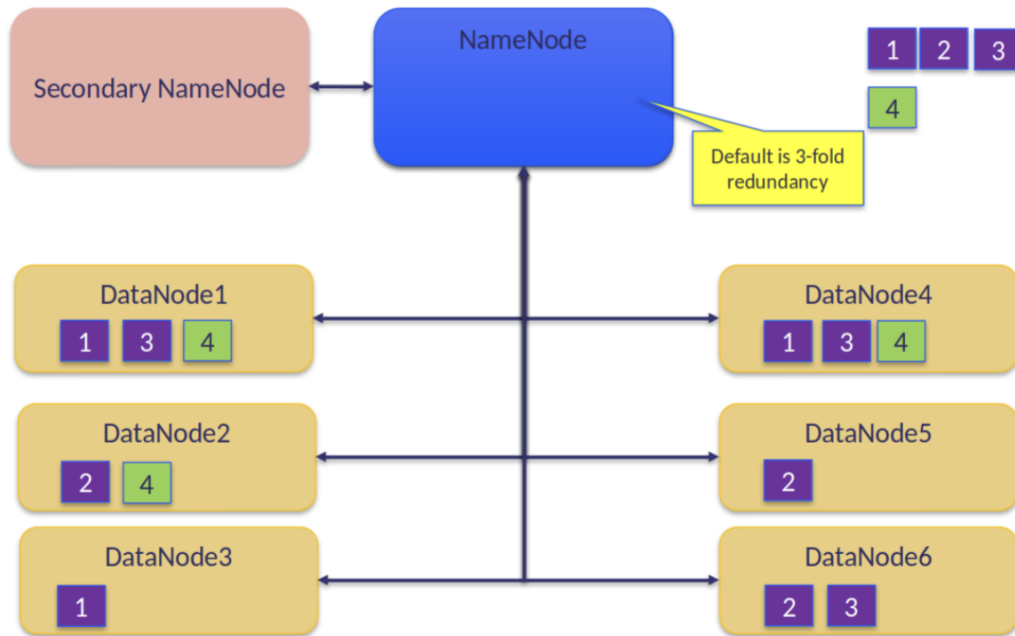 Secondary NameNode
NameNode
1 2 3
4
Default is 3-fold
redundancy
DataNode1
1 3 4
DataNode4
1 3 4
DataNode2
2 4
DataNode5
2
DataNode3
1
DataNode6
2 3